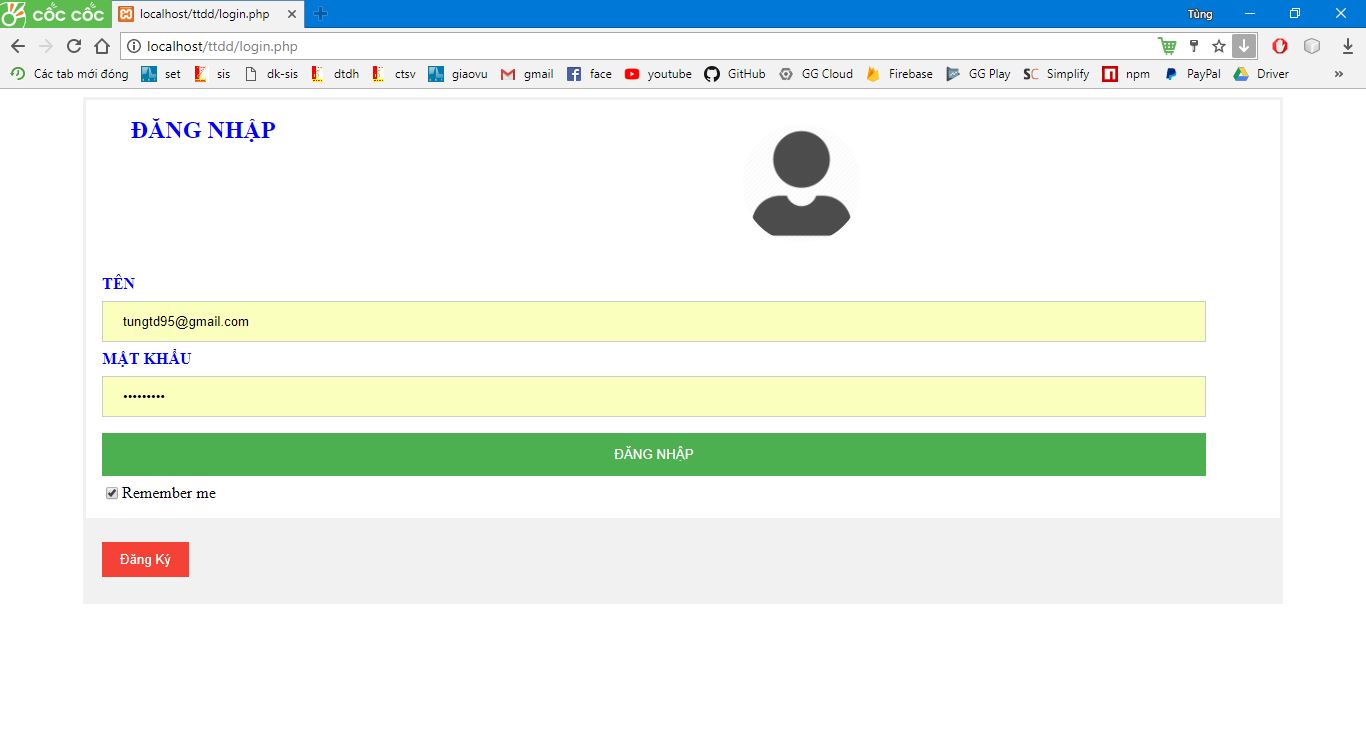 cốc cốc localhost/ttdd/login.php Tùng
localhost/ttdd/login.php
Các tab mới đóng set sis dk-sis dtdh ctsv giaovu gmail face youtube GitHub GG Cloud Firebase GG Play SC Simplify npm PayPal Driver »
ĐĂNG NHẬP
TÊN
tungtd95@gmail.com
MẬT KHẨU
•••••••••
ĐĂNG NHẬP
Remember me
Đăng Ký